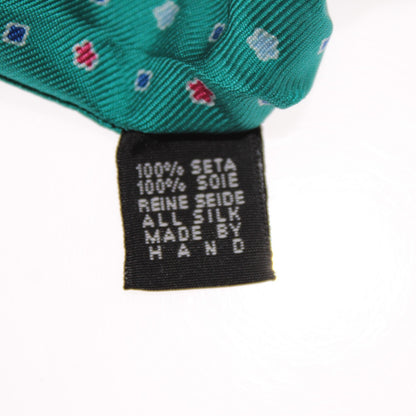 100% SETA
100% SOIE
REINE SEIDE
ALL SILK
MADE BY
HAND